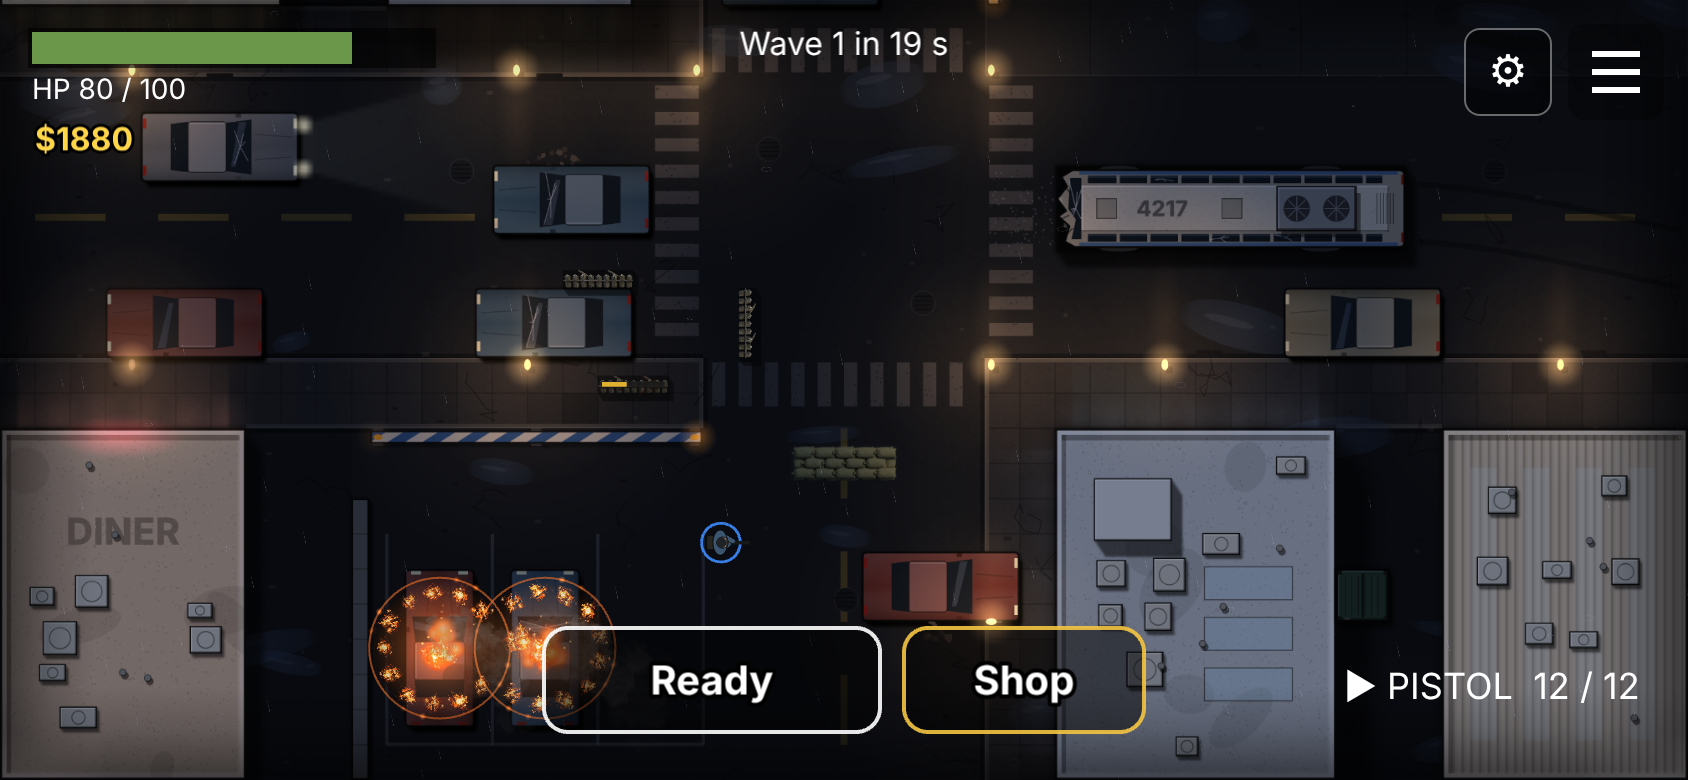 Wave 1 in 19 s
HP 80 / 100
$1880
4217
DINER
Ready
Shop
PISTOL 12 / 12